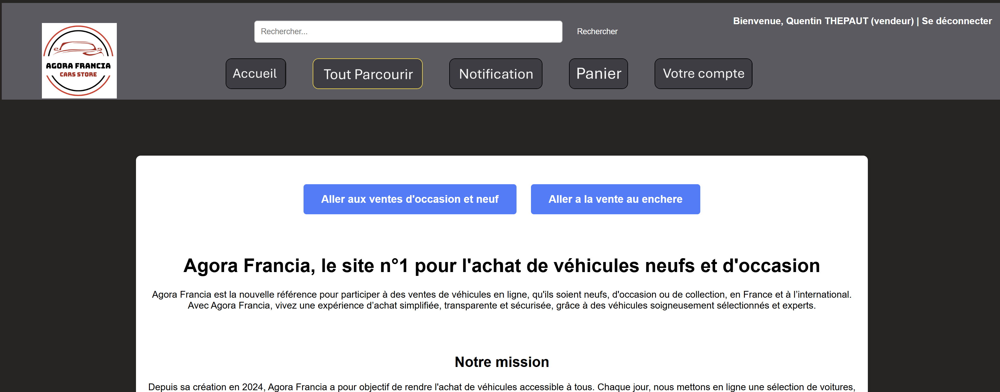 Bienvenue, Quentin THEPAUT (vendeur) | Se déconnecter
Rechercher...
Rechercher
AGORA FRANCIA
CARS STORE
Accueil
Tout Parcourir
Notification
Panier
Votre compte
Aller aux ventes d'occasion et neuf
Aller a la vente au enchere
Agora Francia, le site n°1 pour l'achat de véhicules neufs et d'occasion
Agora Francia est la nouvelle référence pour participer à des ventes de véhicules en ligne, qu'ils soient neufs, d'occasion ou de collection, en France et à l’international.
Avec Agora Francia, vivez une expérience d’achat simplifiée, transparente et sécurisée, grâce à des véhicules soigneusement sélectionnés et experts.
Notre mission
Depuis sa création en 2024, Agora Francia a pour objectif de rendre l'achat de véhicules accessible à tous. Chaque jour, nous mettons en ligne une sélection de voitures,